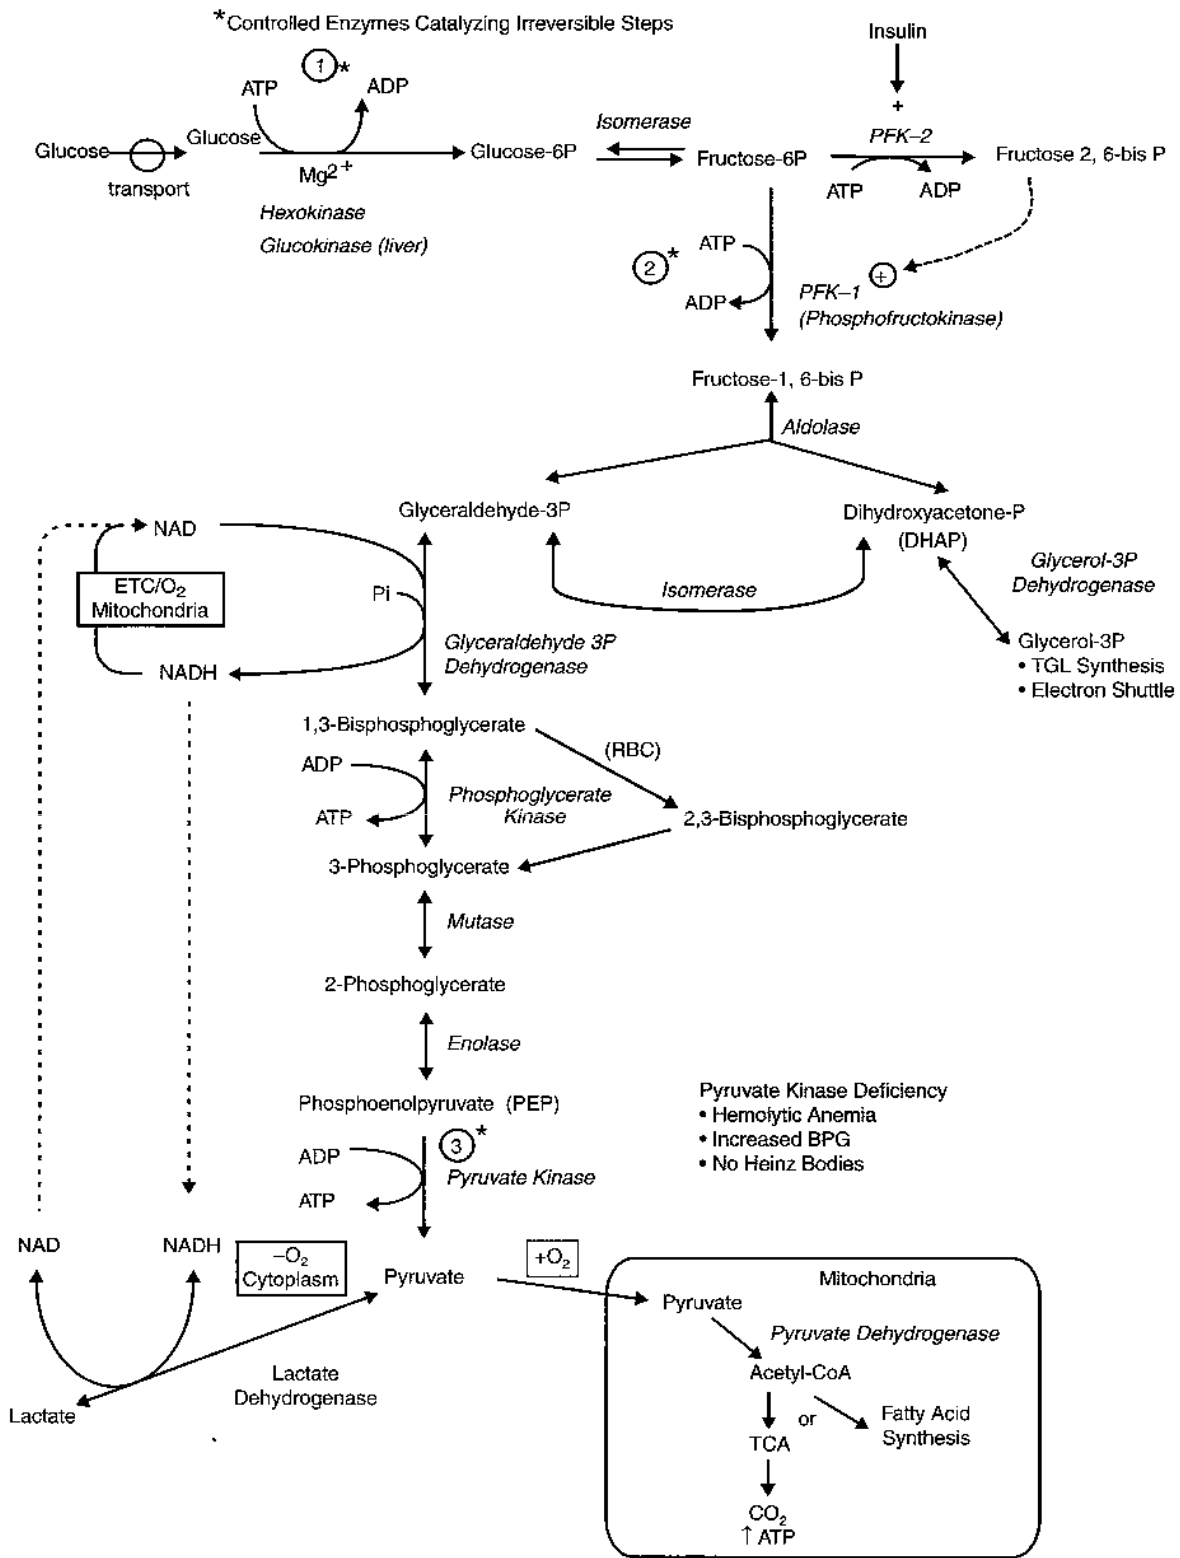 *Controlled Enzymes Catalyzing Irreversible Steps
Insulin
+
1*
ATP
ADP
Glucose
transport
Glucose
Mg2+
Hexokinase
Glucokinase (liver)
Glucose-6P
Isomerase
Fructose-6P
PFK–2
ATP
ADP
Fructose 2, 6-bis P
2*
ATP
ADP
+
PFK–1
(Phosphofructokinase)
Fructose-1, 6-bis P
Aldolase
Glyceraldehyde-3P
Dihydroxyacetone-P
(DHAP)
Isomerase
Glycerol-3P
Dehydrogenase
Glycerol-3P
• TGL Synthesis
• Electron Shuttle
NAD
ETC/O2
Mitochondria
NADH
Pi
Glyceraldehyde 3P
Dehydrogenase
1,3-Bisphosphoglycerate
(RBC)
ADP
ATP
Phosphoglycerate
Kinase
2,3-Bisphosphoglycerate
3-Phosphoglycerate
Mutase
2-Phosphoglycerate
Enolase
Phosphoenolpyruvate (PEP)
3*
ADP
ATP
Pyruvate Kinase
Pyruvate Kinase Deficiency
• Hemolytic Anemia
• Increased BPG
• No Heinz Bodies
NAD
NADH
–O2
Cytoplasm
Pyruvate
+O2
Lactate
Dehydrogenase
Lactate
Mitochondria
Pyruvate
Pyruvate Dehydrogenase
Acetyl-CoA
or
Fatty Acid
Synthesis
TCA
CO2
↑ ATP